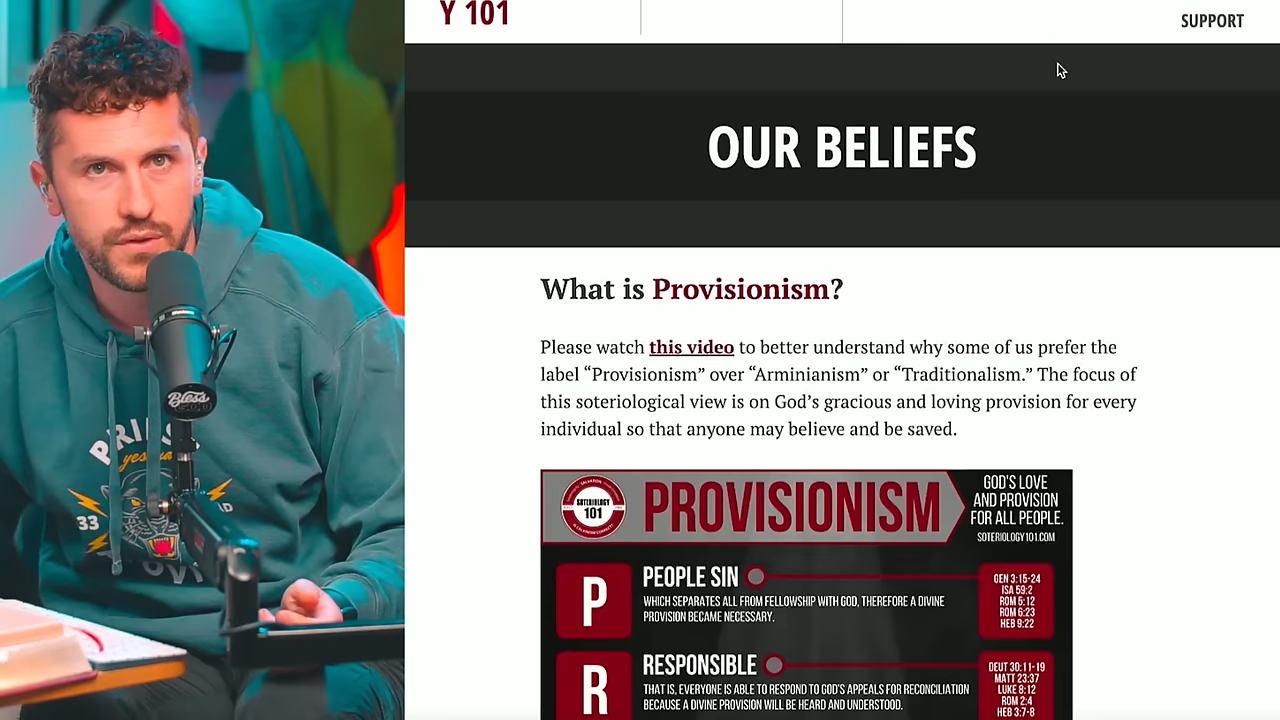 Y 101
SUPPORT
OUR BELIEFS
What is Provisionism?
Please watch this video to better understand why some of us prefer the
label “Provisionism” over “Arminianism” or “Traditionalism.” The focus of
this soteriological view is on God’s gracious and loving provision for every
individual so that anyone may believe and be saved.
SOTERIOLOGY
101
PROVISIONISM
GOD'S LOVE
AND PROVISION
FOR ALL PEOPLE.
SOTERIOLOGY101.COM
P
PEOPLE SIN
WHICH SEPARATES ALL FROM FELLOWSHIP WITH GOD, THEREFORE A DIVINE
PROVISION BECAME NECESSARY.
GEN 3:15-24
ISA 59:2
ROM 5:12
ROM 6:23
HEB 9:22
R
RESPONSIBLE
THAT IS, EVERYONE IS ABLE TO RESPOND TO GOD'S APPEALS FOR RECONCILIATION
BECAUSE A DIVINE PROVISION WILL BE HEARD AND UNDERSTOOD.
DEUT 30:11-19
MATT 23:37
LUKE 8:12
ROM 2:4
HEB 3:7-8
Bless
GOD
33